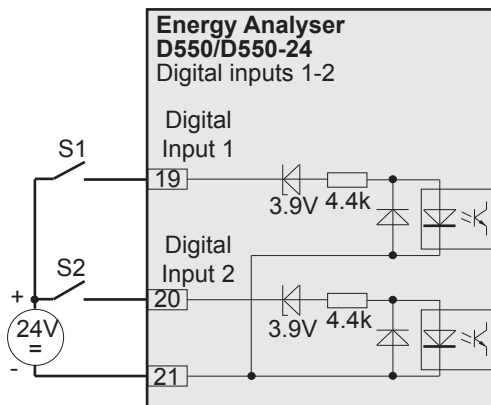 Energy Analyser
D550/D550-24
Digital inputs 1-2
Digital
Input 1
S1
19
3.9V
4.4k
Digital
Input 2
S2
+
20
24V
=
3.9V
4.4k
-
21